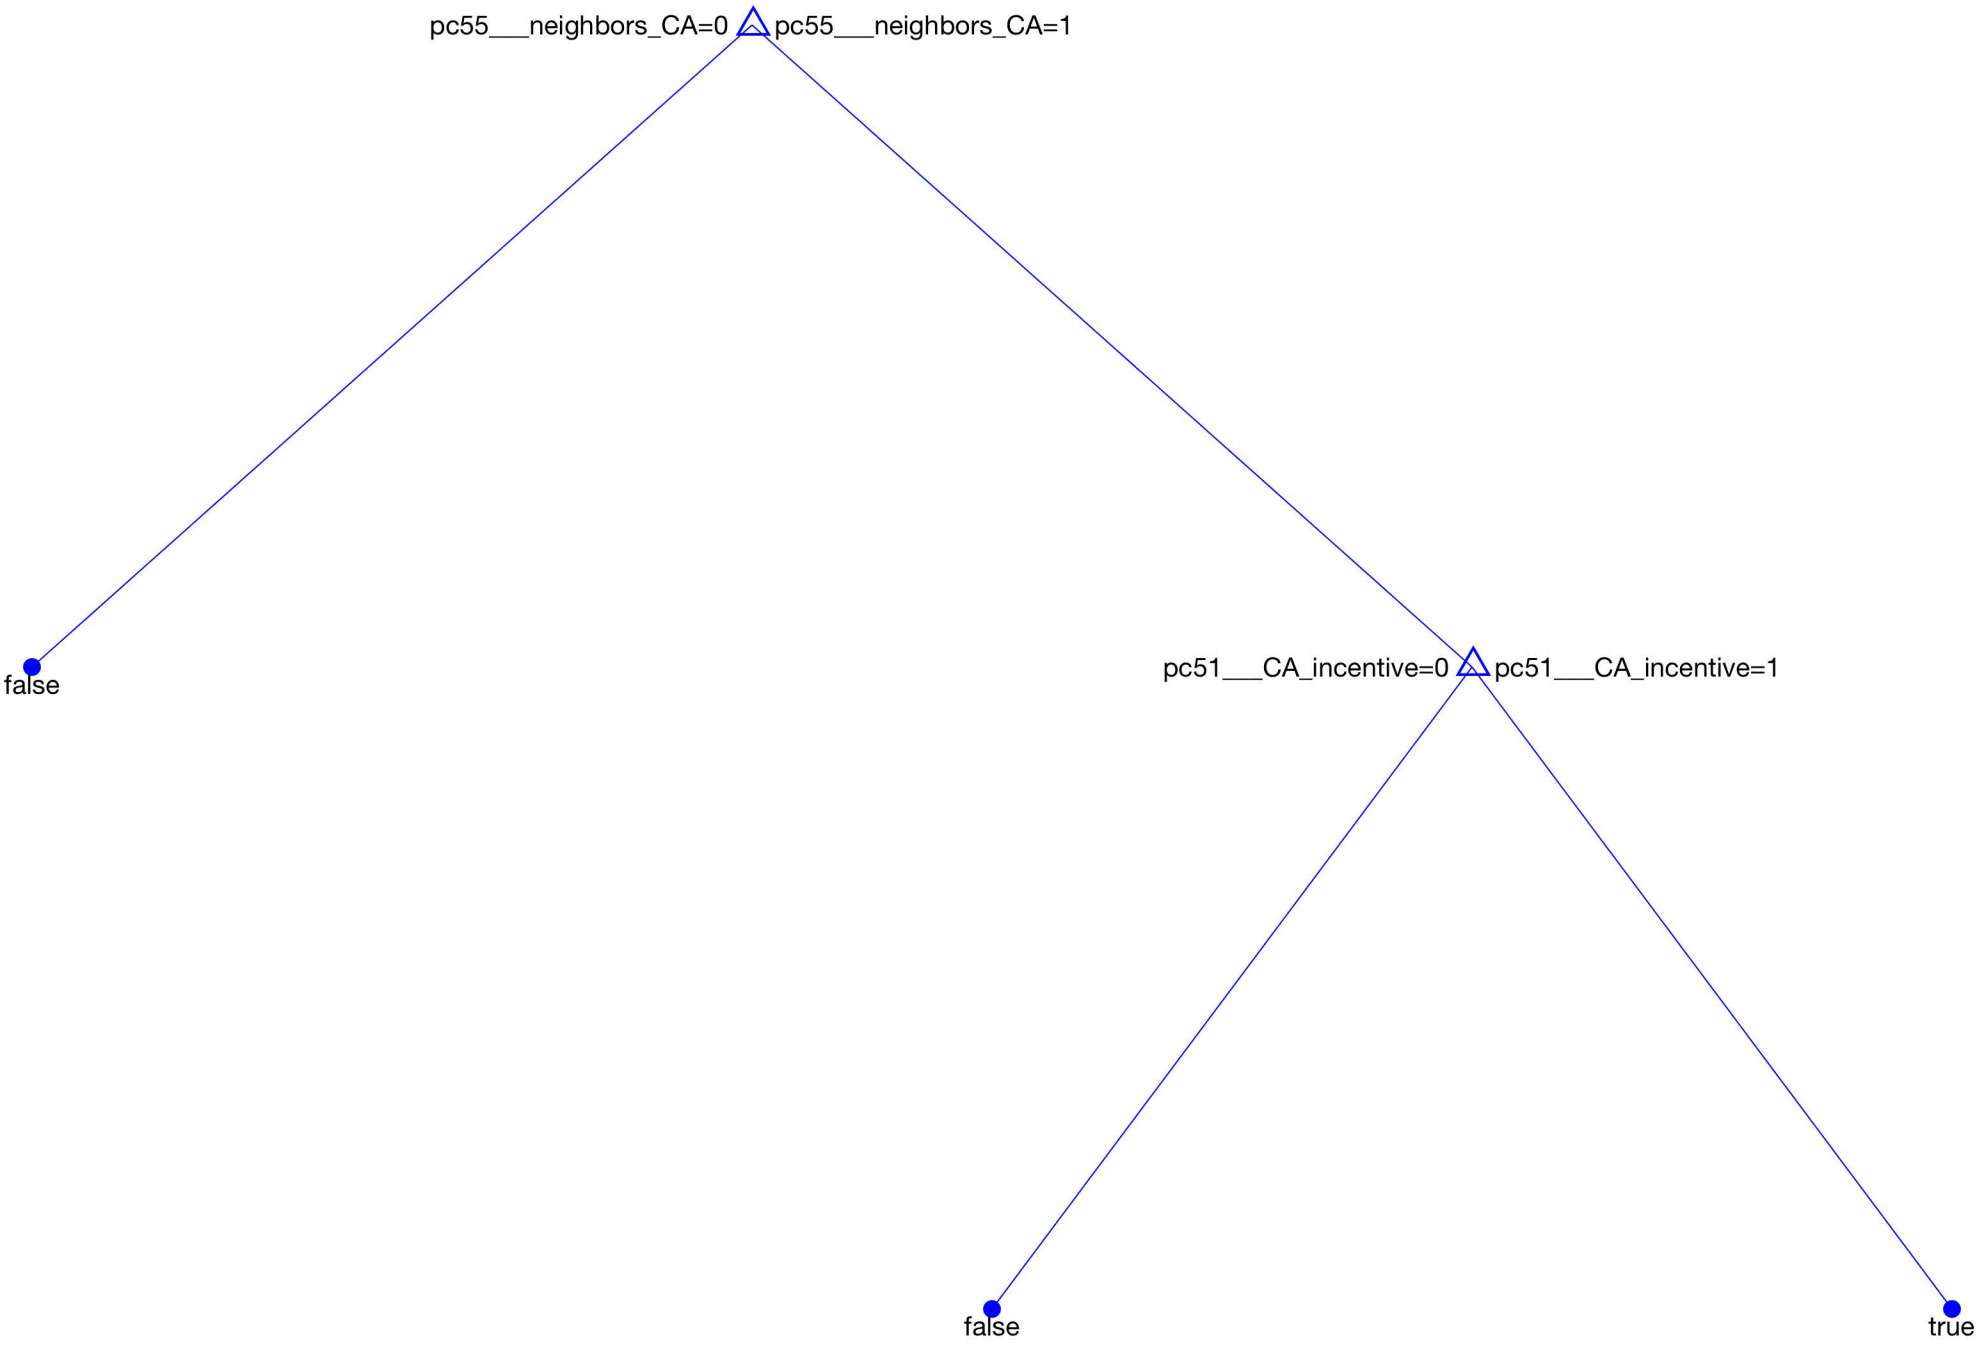 pc55___neighbors_CA=0 pc55___neighbors_CA=1
false
pc51___CA_incentive=0 pc51___CA_incentive=1
false
true